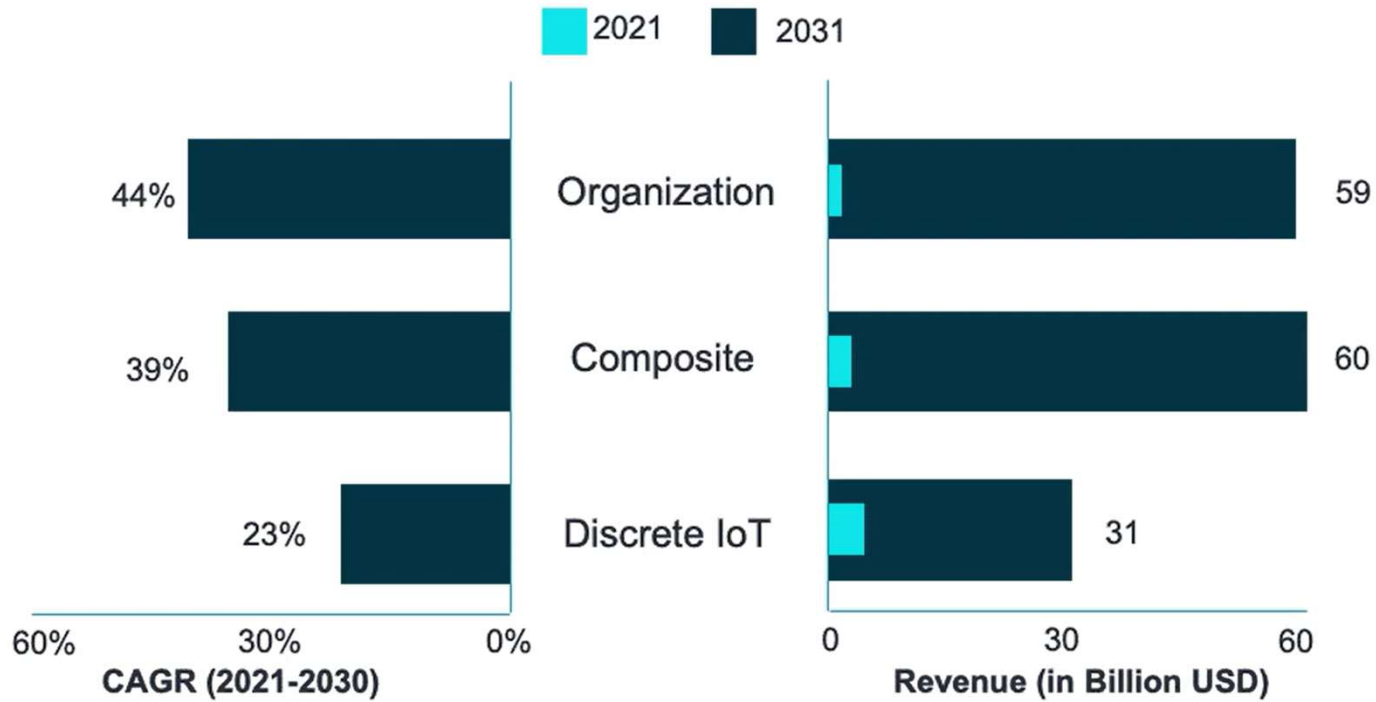 2021 2031
44% Organization 59
39% Composite 60
23% Discrete IoT 31
60% 30% 0% 0 30 60
CAGR (2021-2030) Revenue (in Billion USD)